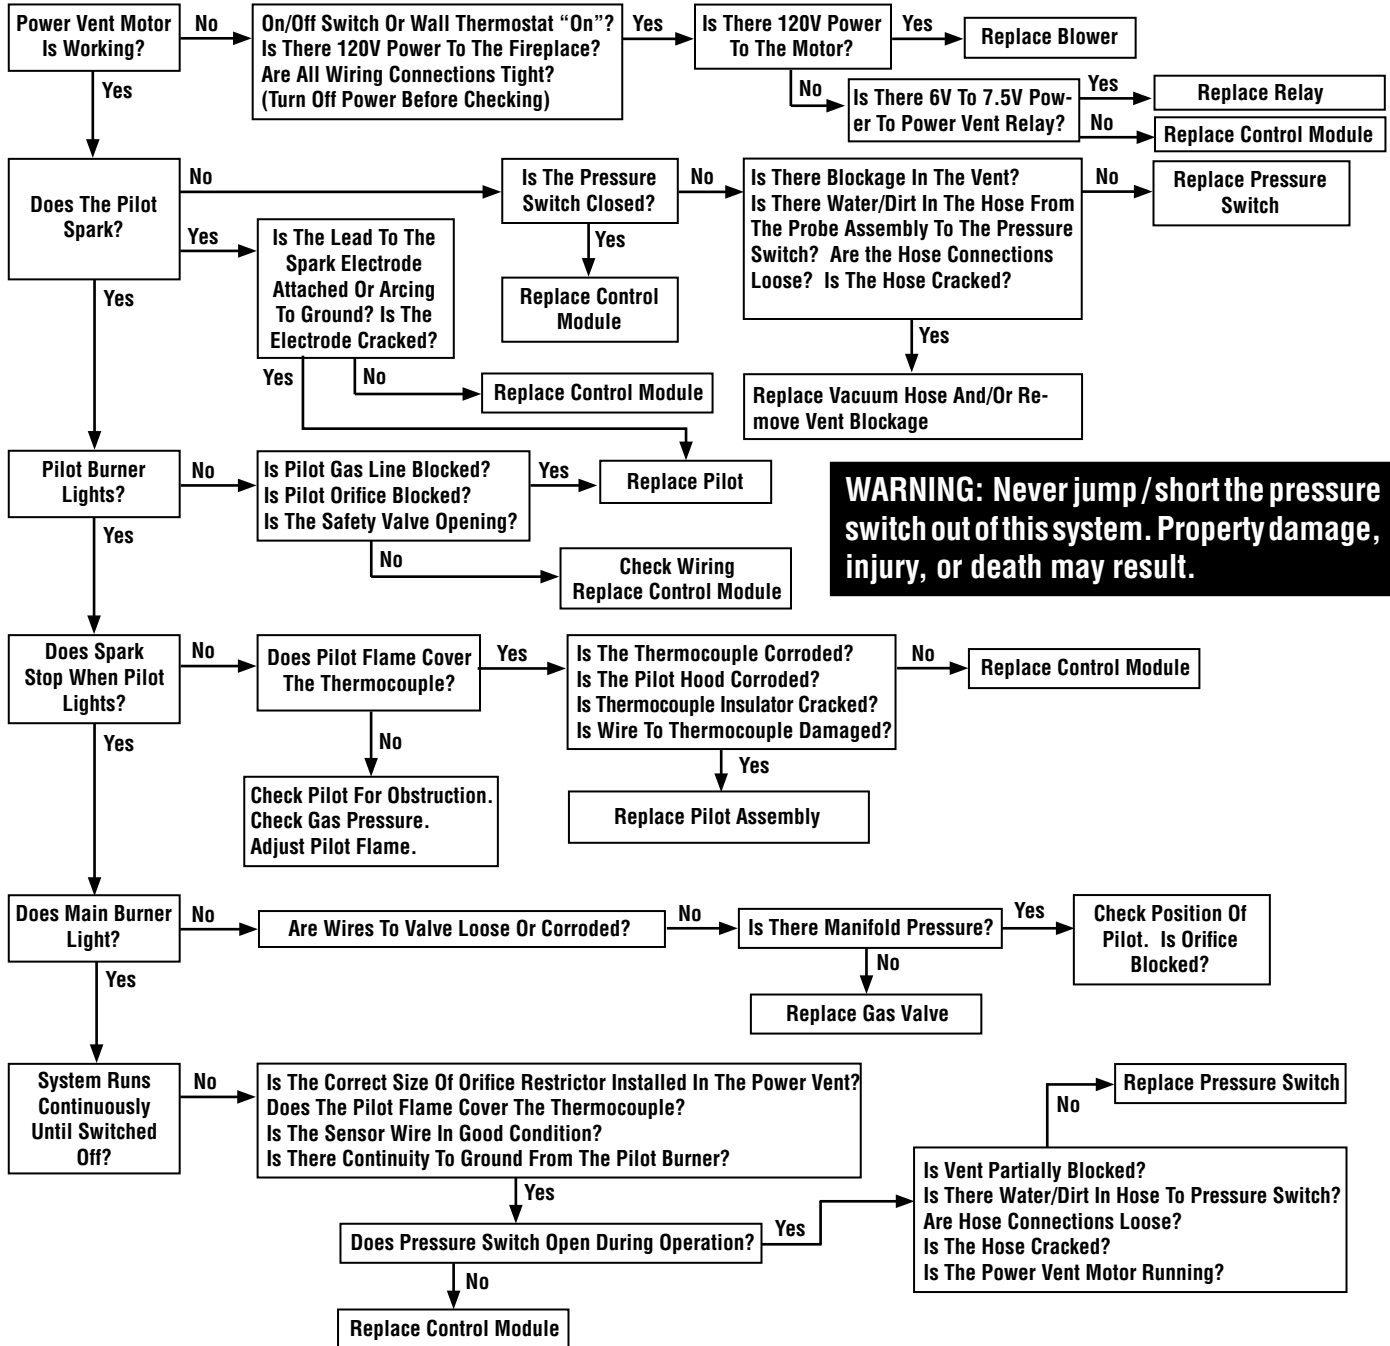 Power Vent Motor
Is Working?
No
On/Off Switch Or Wall Thermostat “On”?
Is There 120V Power To The Fireplace?
Are All Wiring Connections Tight?
(Turn Off Power Before Checking)
Yes
Is There 120V Power
To The Motor?
Yes
Replace Blower
No
Is There 6V To 7.5V Pow-
er To Power Vent Relay?
Yes
Replace Relay
No
Replace Control Module
Yes
Does The Pilot
Spark?
No
Is The Pressure
Switch Closed?
No
Is There Blockage In The Vent?
Is There Water/Dirt In The Hose From
The Probe Assembly To The Pressure
Switch? Are the Hose Connections
Loose? Is The Hose Cracked?
No
Replace Pressure
Switch
Yes
Replace Control
Module
Yes
Replace Vacuum Hose And/Or Re-
move Vent Blockage
Yes
Is The Lead To The
Spark Electrode
Attached Or Arcing
To Ground? Is The
Electrode Cracked?
Yes
No
Replace Control Module
Yes
Pilot Burner
Lights?
No
Is Pilot Gas Line Blocked?
Is Pilot Orifice Blocked?
Is The Safety Valve Opening?
Yes
Replace Pilot
No
Check Wiring
Replace Control Module
WARNING: Never jump / short the pressure
switch out of this system. Property damage,
injury, or death may result.
Yes
Does Spark
Stop When Pilot
Lights?
No
Does Pilot Flame Cover
The Thermocouple?
Yes
Is The Thermocouple Corroded?
Is The Pilot Hood Corroded?
Is Thermocouple Insulator Cracked?
Is Wire To Thermocouple Damaged?
No
Replace Control Module
No
Check Pilot For Obstruction.
Check Gas Pressure.
Adjust Pilot Flame.
Yes
Replace Pilot Assembly
Yes
Does Main Burner
Light?
No
Are Wires To Valve Loose Or Corroded?
No
Is There Manifold Pressure?
Yes
Check Position Of
Pilot. Is Orifice
Blocked?
No
Replace Gas Valve
Yes
System Runs
Continuously
Until Switched
Off?
No
Is The Correct Size Of Orifice Restrictor Installed In The Power Vent?
Does The Pilot Flame Cover The Thermocouple?
Is The Sensor Wire In Good Condition?
Is There Continuity To Ground From The Pilot Burner?
Yes
Does Pressure Switch Open During Operation?
Yes
Is Vent Partially Blocked?
Is There Water/Dirt In Hose To Pressure Switch?
Are Hose Connections Loose?
Is The Hose Cracked?
Is The Power Vent Motor Running?
No
Replace Pressure Switch
No
Replace Control Module